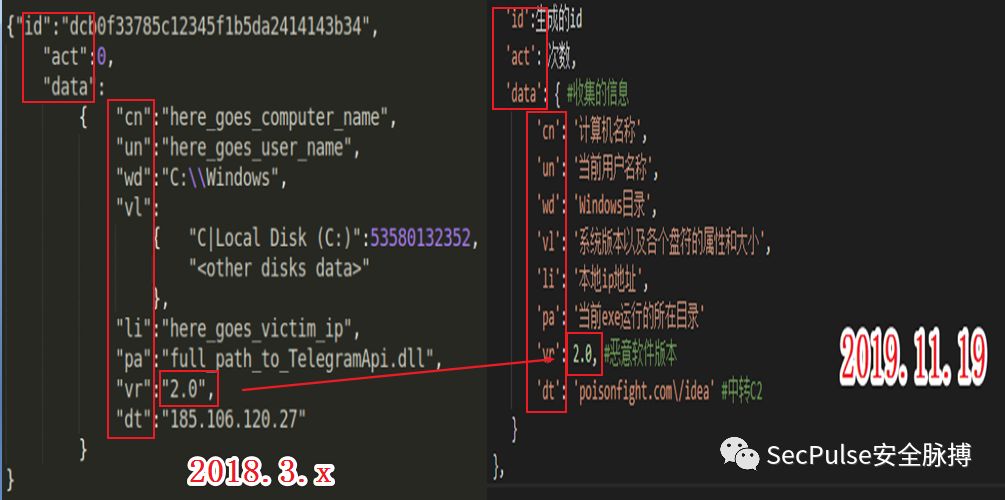 {"id":"dcb0f33785c12345f1b5da2414143b34",
"act":0,
"data":
{ "cn":"here_goes_computer_name",
"un":"here_goes_user_name",
"wd":"C:\\Windows",
"vl":
{ "C|Local Disk (C:)":53580132352,
"<other disks data>"
},
"li":"here_goes_victim_ip",
"pa":"full_path_to_TelegramApi.dll",
"vr":"2.0",
"dt":"185.106.120.27"
}
}
2018.3.x
'id':生成的id
'act': 次数,
'data': { #收集的信息
'cn': '计算机名称',
'un': '当前用户名称',
'wd': 'Windows目录',
'vl': '系统版本以及各个盘符的属性和大小',
'li': '本地ip地址',
'pa': '当前exe运行的所在目录'
'vr': 2.0, #恶意软件版本
'dt': 'poisonfight.com\/idea' #中转C2
}
},
2019.11.19
SecPulse安全脉搏